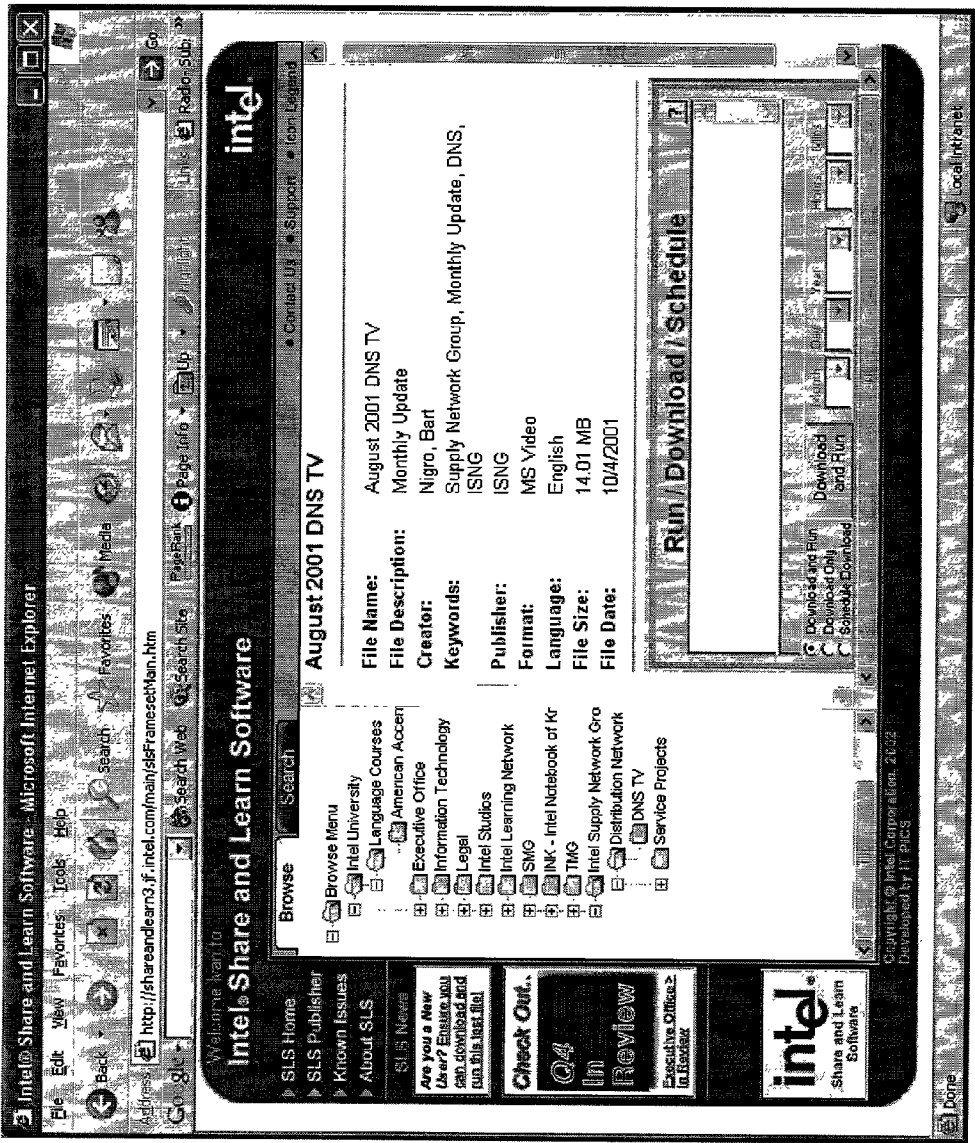 Intel® Share and Learn Software - Microsoft Internet Explorer
File Edit View Favorites Tools Help
Back Search Favorites Media
Address http://shareandlearn3.jf.intel.com/main/slsFramesetMain.htm Go
Search Web Search Site PageRank Page Info Up Links Radio Subi »
Intel® Share and Learn Software
intel®
• Contact Us • Support • Icon Legend
SLS Home
SLS Publisher
Known Issues
About SLS
SLS News
Are you a New
User? Ensure you
can download and
run this test file!
Check Out...
Q4
In
Review
Executive Office >
In Review
intel®
Share and Learn
Software
Browse Search
Browse Menu
Intel University
Language Courses
American Accen
Executive Office
Information Technology
Legal
Intel Studios
Intel Learning Network
SMG
INK - Intel Notebook of Kr
TMG
Intel Supply Network Gro
Distribution Network
DNS TV
Service Projects
August 2001 DNS TV
File Name: August 2001 DNS TV
File Description: Monthly Update
Creator: Nigro, Bart
Keywords: Supply Network Group, Monthly Update, DNS,
ISNG
Publisher: ISNG
Format: MS Video
Language: English
File Size: 14.01 MB
File Date: 10/4/2001
Run / Download / Schedule
?
Download and Run
Download Only
Schedule Download
Download
and Run
Month Day Year Hours Mins
Copyright © Intel Corporation, 2002
Developed by IT PICS
Done Local intranet